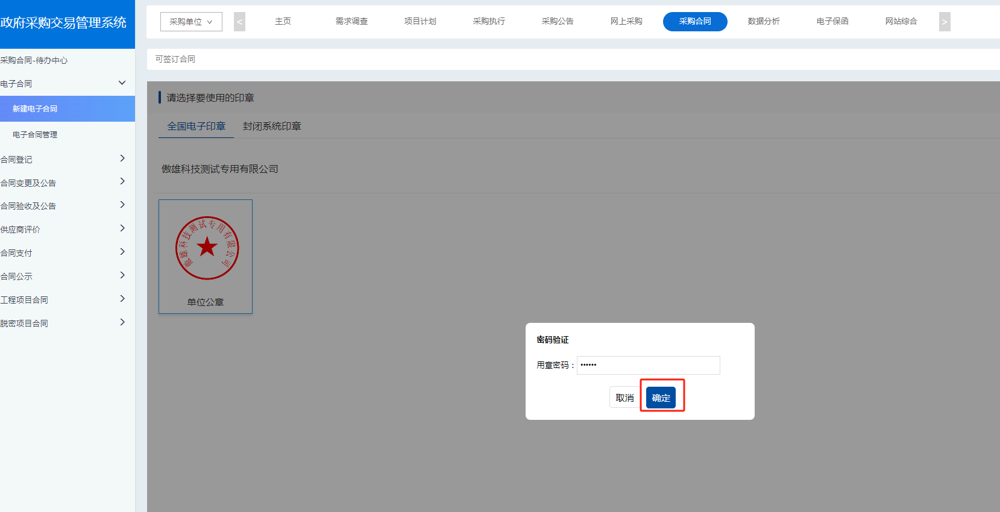 政府采购交易管理系统
采购单位
<
主页
需求调查
项目计划
采购执行
采购公告
网上采购
采购合同
数据分析
电子保函
网站综合
>
采购合同-待办中心
电子合同
新建电子合同
电子合同管理
合同登记
合同变更及公告
合同验收及公告
供应商评价
合同支付
合同公示
工程项目合同
脱密项目合同
可签订合同
请选择要使用的印章
全国电子印章
封闭系统印章
傲雄科技测试专用有限公司
傲雄科技测试专用有限公司
单位公章
密码验证
用章密码：
••••••
取消
确定